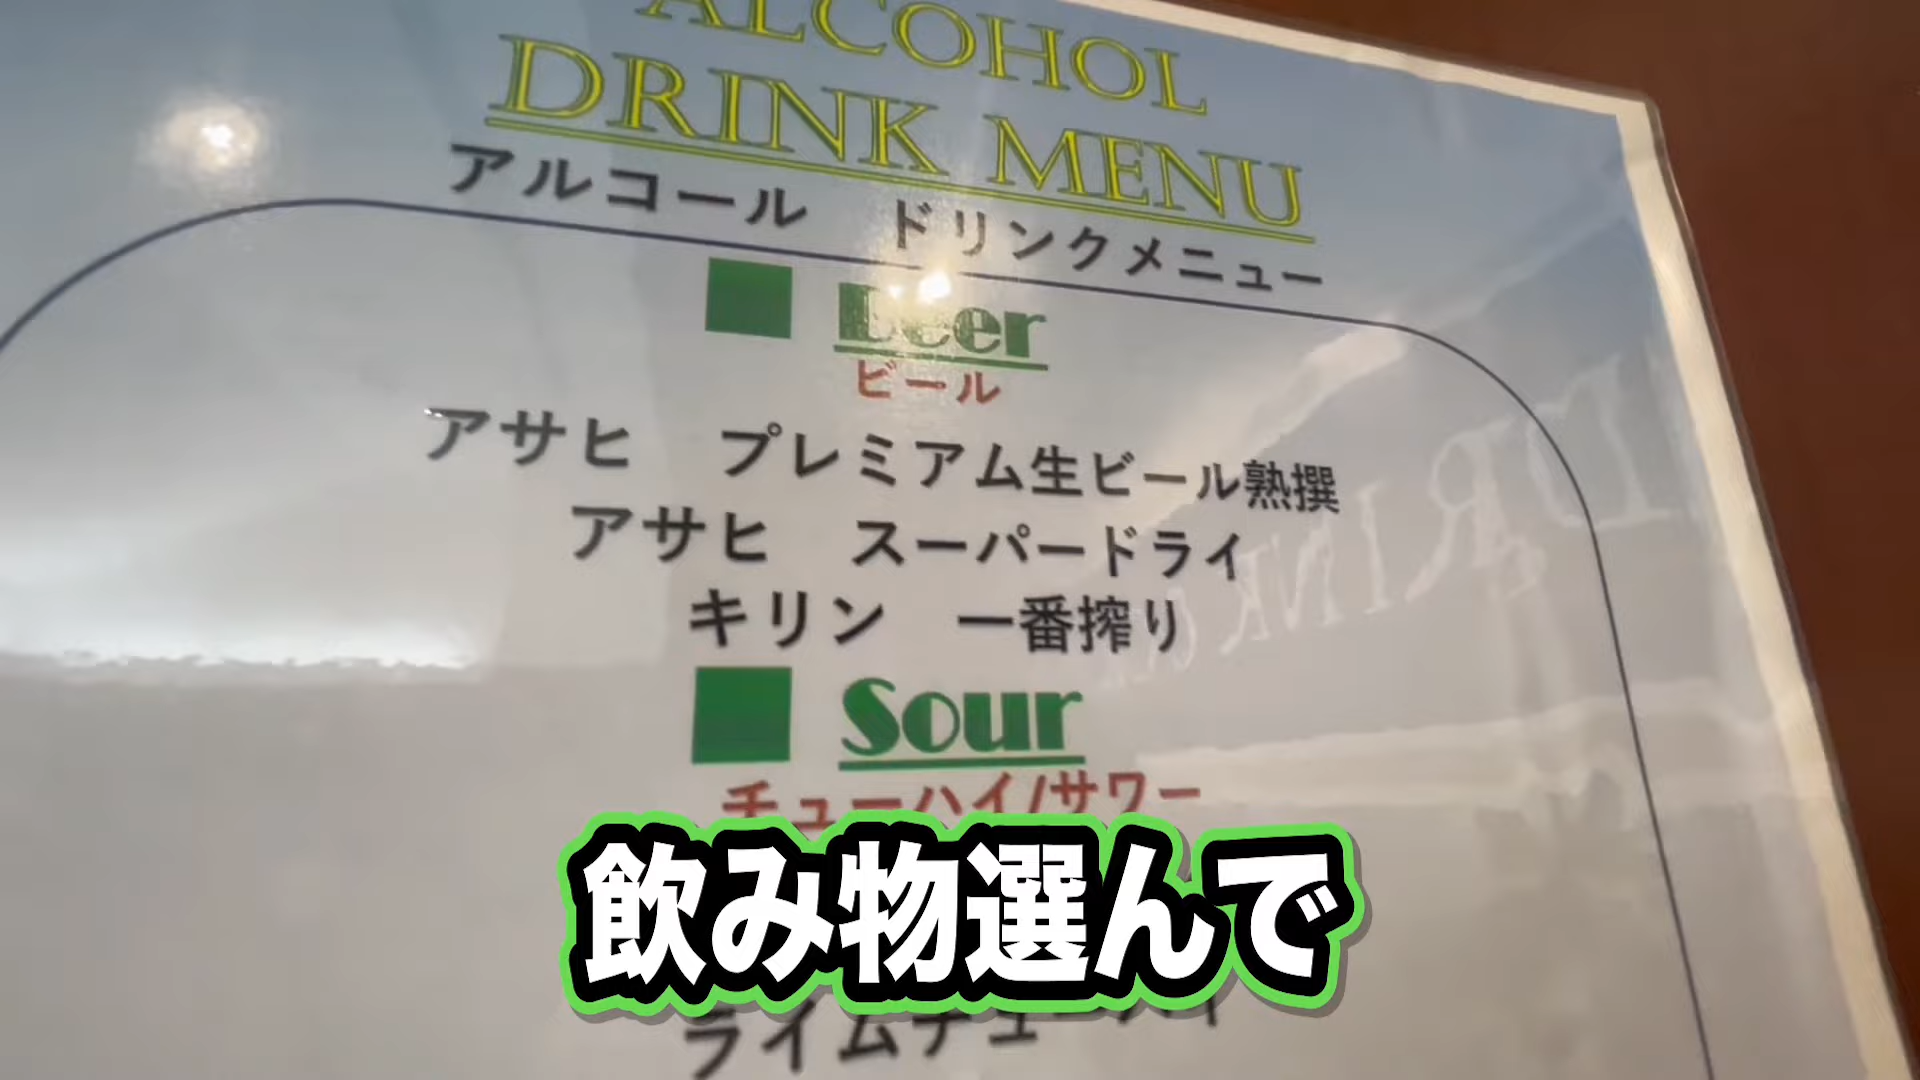 ALCOHOL
DRINK MENU
アルコール ドリンクメニュー
Beer
ビール
アサヒ プレミアム生ビール熟撰
アサヒ スーパードライ
キリン 一番搾り
Sour
チューハイ/サワー
飲み物選んで
ライムチューハイ
DRINK